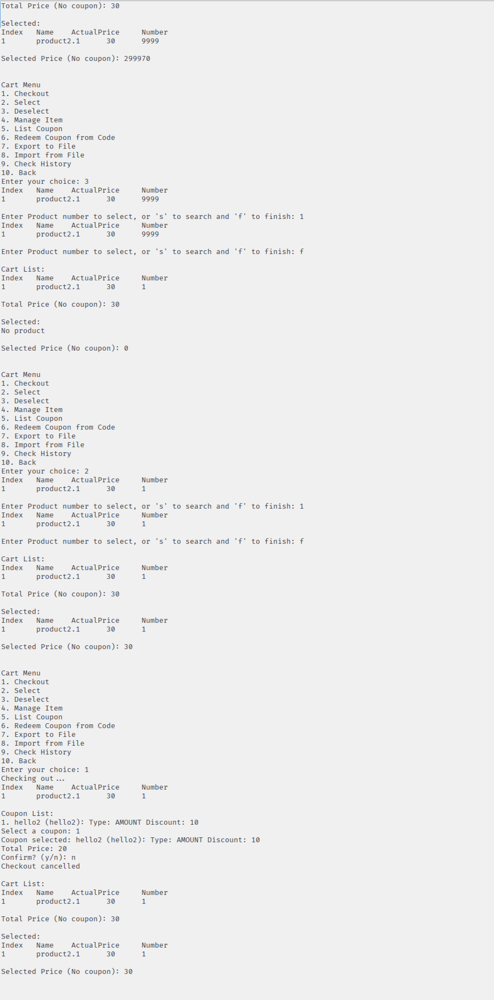 Total Price (No coupon): 30
Selected:
Index   Name    ActualPrice     Number
1       product2.1      30      9999
Selected Price (No coupon): 299970
Cart Menu
1. Checkout
2. Select
3. Deselect
4. Manage Item
5. List Coupon
6. Redeem Coupon from Code
7. Export to File
8. Import from File
9. Check History
10. Back
Enter your choice: 3
Index   Name    ActualPrice     Number
1       product2.1      30      9999
Enter Product number to select, or 's' to search and 'f' to finish: 1
Index   Name    ActualPrice     Number
1       product2.1      30      9999
Enter Product number to select, or 's' to search and 'f' to finish: f
Cart List:
Index   Name    ActualPrice     Number
1       product2.1      30      1
Total Price (No coupon): 30
Selected:
No product
Selected Price (No coupon): 0
Cart Menu
1. Checkout
2. Select
3. Deselect
4. Manage Item
5. List Coupon
6. Redeem Coupon from Code
7. Export to File
8. Import from File
9. Check History
10. Back
Enter your choice: 2
Index   Name    ActualPrice     Number
1       product2.1      30      1
Enter Product number to select, or 's' to search and 'f' to finish: 1
Index   Name    ActualPrice     Number
1       product2.1      30      1
Enter Product number to select, or 's' to search and 'f' to finish: f
Cart List:
Index   Name    ActualPrice     Number
1       product2.1      30      1
Total Price (No coupon): 30
Selected:
Index   Name    ActualPrice     Number
1       product2.1      30      1
Selected Price (No coupon): 30
Cart Menu
1. Checkout
2. Select
3. Deselect
4. Manage Item
5. List Coupon
6. Redeem Coupon from Code
7. Export to File
8. Import from File
9. Check History
10. Back
Enter your choice: 1
Checking out...
Index   Name    ActualPrice     Number
1       product2.1      30      1
Coupon List:
1. hello2 (hello2): Type: AMOUNT Discount: 10
Select a coupon: 1
Coupon selected: hello2 (hello2): Type: AMOUNT Discount: 10
Total Price: 20
Confirm? (y/n): n
Checkout cancelled
Cart List:
Index   Name    ActualPrice     Number
1       product2.1      30      1
Total Price (No coupon): 30
Selected:
Index   Name    ActualPrice     Number
1       product2.1      30      1
Selected Price (No coupon): 30